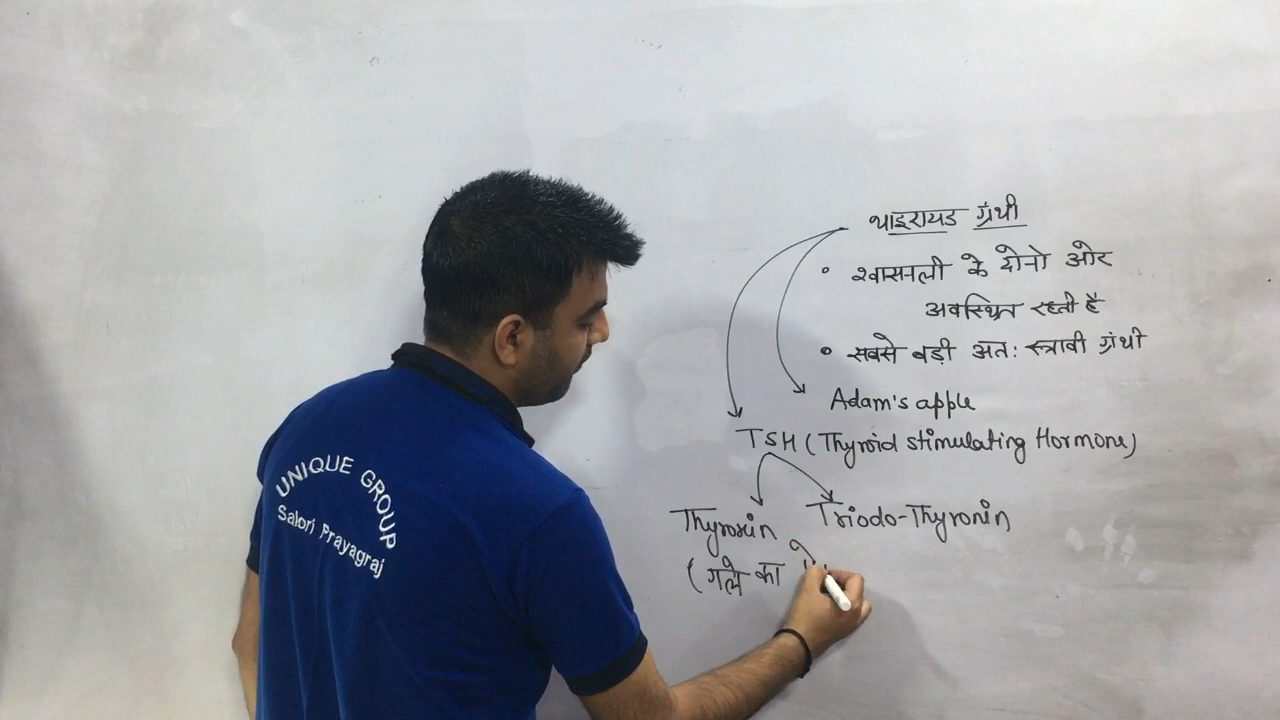 थाइरायड ग्रंथी
• श्वासनली के दोनो ओर
अवस्थित रहती है
• सबसे बड़ी अतः स्त्रावी ग्रंथी
Adam's apple
TSH (Thyroid stimulating Hormone)
Thyroxin Triodo-Thyronin
(गले का
UNIQUE GROUP
Salori Prayagraj